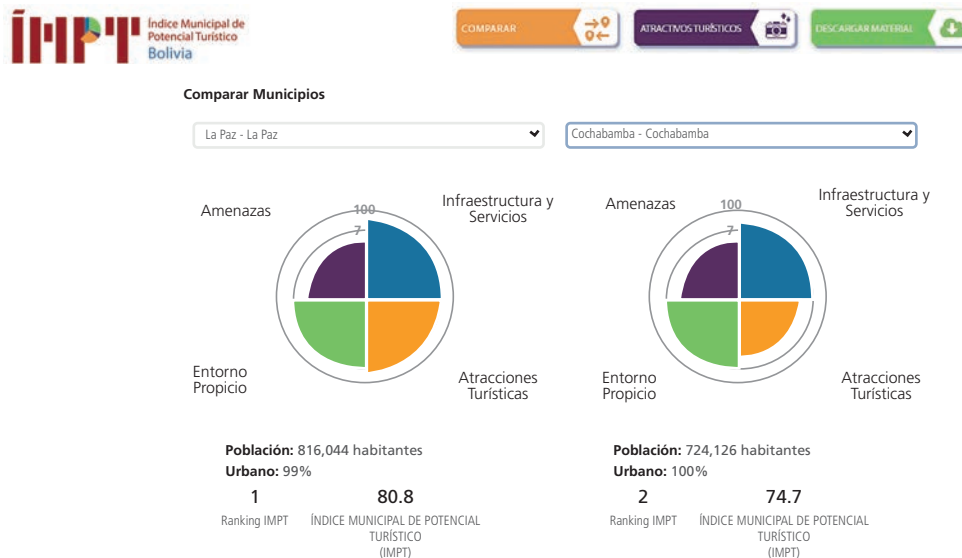 ÍMPT
Índice Municipal de
Potencial Turístico
Bolivia
COMPARAR
ATRACTIVOS TURÍSTICOS
DESCARGAR MATERIAL
Comparar Municipios
La Paz - La Paz
Cochabamba - Cochabamba
Amenazas
100
7
Infraestructura y
Servicios
Entorno
Propicio
Atracciones
Turísticas
Amenazas
100
7
Infraestructura y
Servicios
Entorno
Propicio
Atracciones
Turísticas
Población: 816,044 habitantes
Urbano: 99%
1
80.8
Ranking IMPT
ÍNDICE MUNICIPAL DE POTENCIAL
TURÍSTICO
(IMPT)
Población: 724,126 habitantes
Urbano: 100%
2
74.7
Ranking IMPT
ÍNDICE MUNICIPAL DE POTENCIAL
TURÍSTICO
(IMPT)